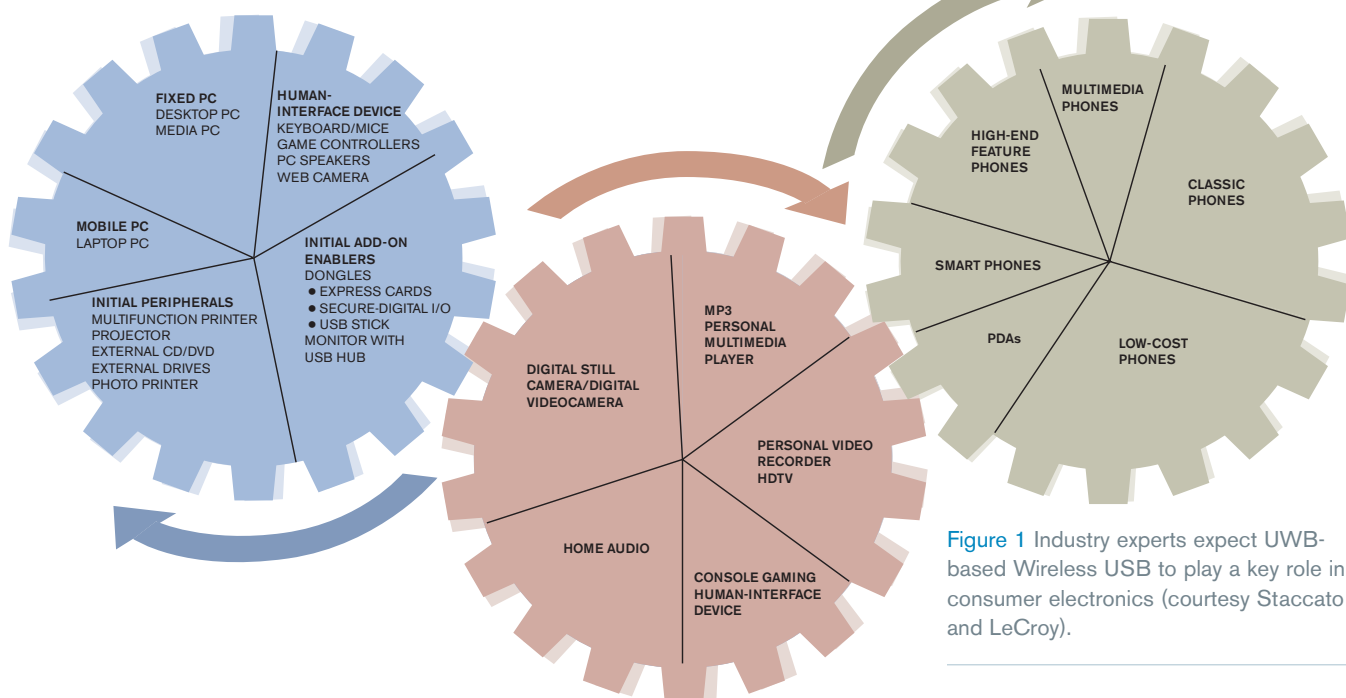 FIXED PC
DESKTOP PC
MEDIA PC
HUMAN-
INTERFACE DEVICE
KEYBOARD/MICE
GAME CONTROLLERS
PC SPEAKERS
WEB CAMERA
MOBILE PC
LAPTOP PC
INITIAL ADD-ON
ENABLERS
DONGLES
● EXPRESS CARDS
● SECURE-DIGITAL I/O
● USB STICK
MONITOR WITH
USB HUB
INITIAL PERIPHERALS
MULTIFUNCTION PRINTER
PROJECTOR
EXTERNAL CD/DVD
EXTERNAL DRIVES
PHOTO PRINTER
DIGITAL STILL
CAMERA/DIGITAL
VIDEOCAMERA
MP3
PERSONAL
MULTIMEDIA
PLAYER
PERSONAL VIDEO
RECORDER
HDTV
HOME AUDIO
CONSOLE GAMING
HUMAN-INTERFACE
DEVICE
MULTIMEDIA
PHONES
HIGH-END
FEATURE
PHONES
CLASSIC
PHONES
SMART PHONES
PDAs
LOW-COST
PHONES
Figure 1 Industry experts expect UWB-
based Wireless USB to play a key role in
consumer electronics (courtesy Staccato
and LeCroy).